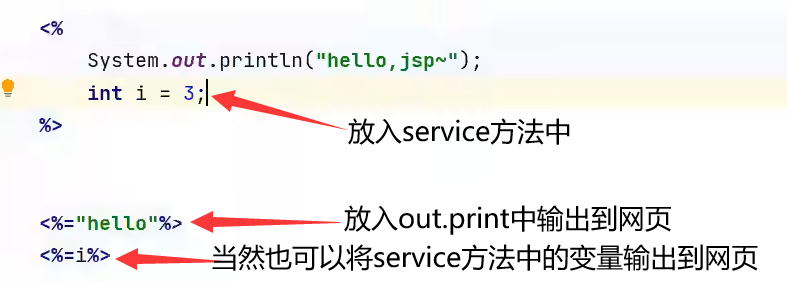 <%
System.out.println("hello,jsp~");
int i = 3;
%>
放入service方法中
<%="hello"%>
放入out.print中输出到网页
<%=i%>
当然也可以将service方法中的变量输出到网页